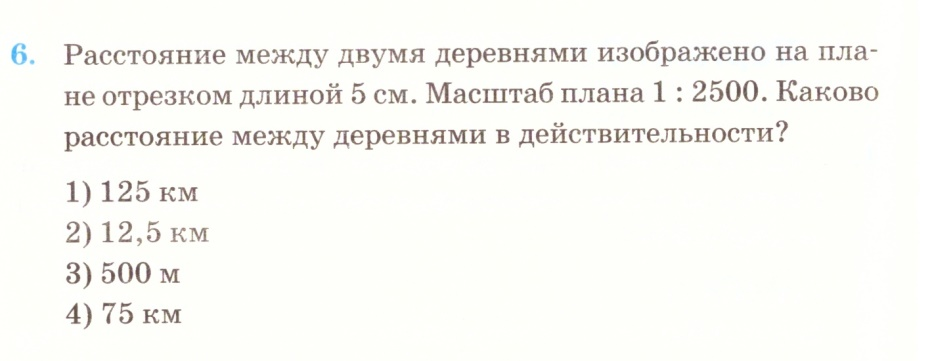 6. Расстояние между двумя деревнями изображено на пла-
не отрезком длиной 5 см. Масштаб плана 1 : 2500. Каково
расстояние между деревнями в действительности?
1) 125 км
2) 12,5 км
3) 500 м
4) 75 км